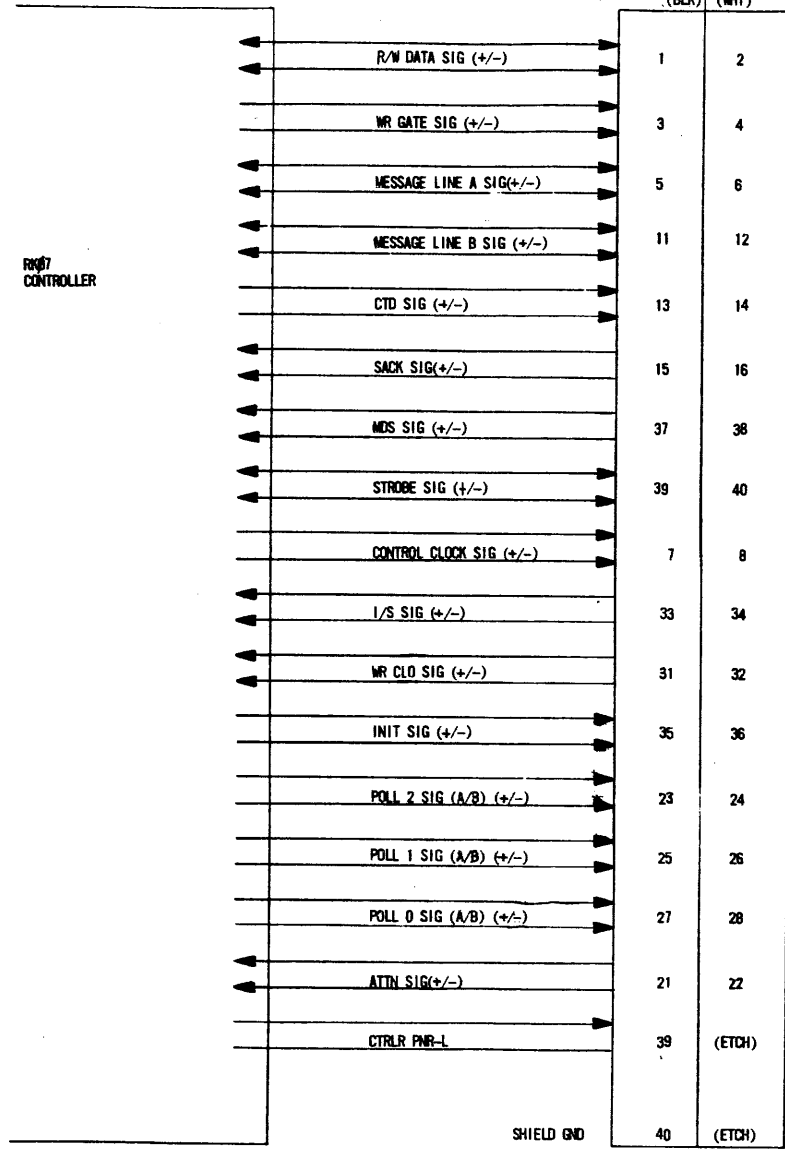 (BLK) (WHT)
R/W DATA SIG (+/-) 1 2
WR GATE SIG (+/-) 3 4
MESSAGE LINE A SIG(+/-) 5 6
MESSAGE LINE B SIG (+/-) 11 12
RK07
CONTROLLER
CTD SIG (+/-) 13 14
SACK SIG(+/-) 15 16
MDS SIG (+/-) 37 38
STROBE SIG (+/-) 39 40
CONTROL CLOCK SIG (+/-) 7 8
I/S SIG (+/-) 33 34
WR CLO SIG (+/-) 31 32
INIT SIG (+/-) 35 36
POLL 2 SIG (A/B) (+/-) 23 24
POLL 1 SIG (A/B) (+/-) 25 26
POLL 0 SIG (A/B) (+/-) 27 28
ATTN SIG(+/-) 21 22
CTRLR PNR-L 39 (ETCH)
SHIELD GND 40 (ETCH)